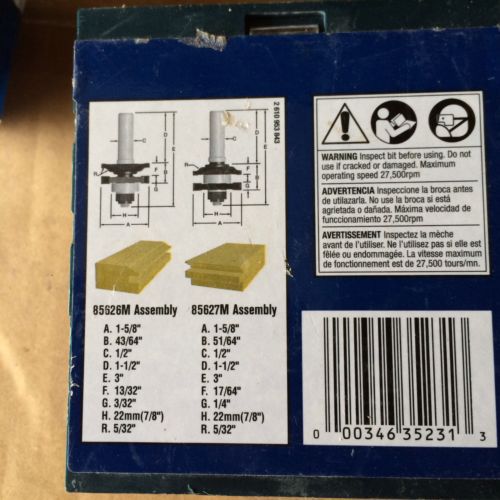 2 610 953 943
85626M Assembly
A. 1-5/8"
B. 43/64"
C. 1/2"
D. 1-1/2"
E. 3"
F. 13/32"
G. 3/32"
H. 22mm(7/8")
R. 5/32"
85627M Assembly
A. 1-5/8"
B. 51/64"
C. 1/2"
D. 1-1/2"
E. 3"
F. 17/64"
G. 1/4"
H. 22mm(7/8")
R. 5/32"
WARNING Inspect bit before using. Do not
use if cracked or damaged. Maximum
operating speed 27,500rpm
ADVERTENCIA Inspeccione la broca antes
de utilazarla. No use la broca si está
agrietada o dañada. Máxima velocidad de
funcionamiento 27,500rpm
AVERTISSEMENT Inspectez la mèche
avant de l'utiliser. Ne l'utilisez pas si elle est
fêlée ou endommagée. La vitesse maximum
de fonctionnement est de 27,500 tours/mn.
0 00346 35231 3